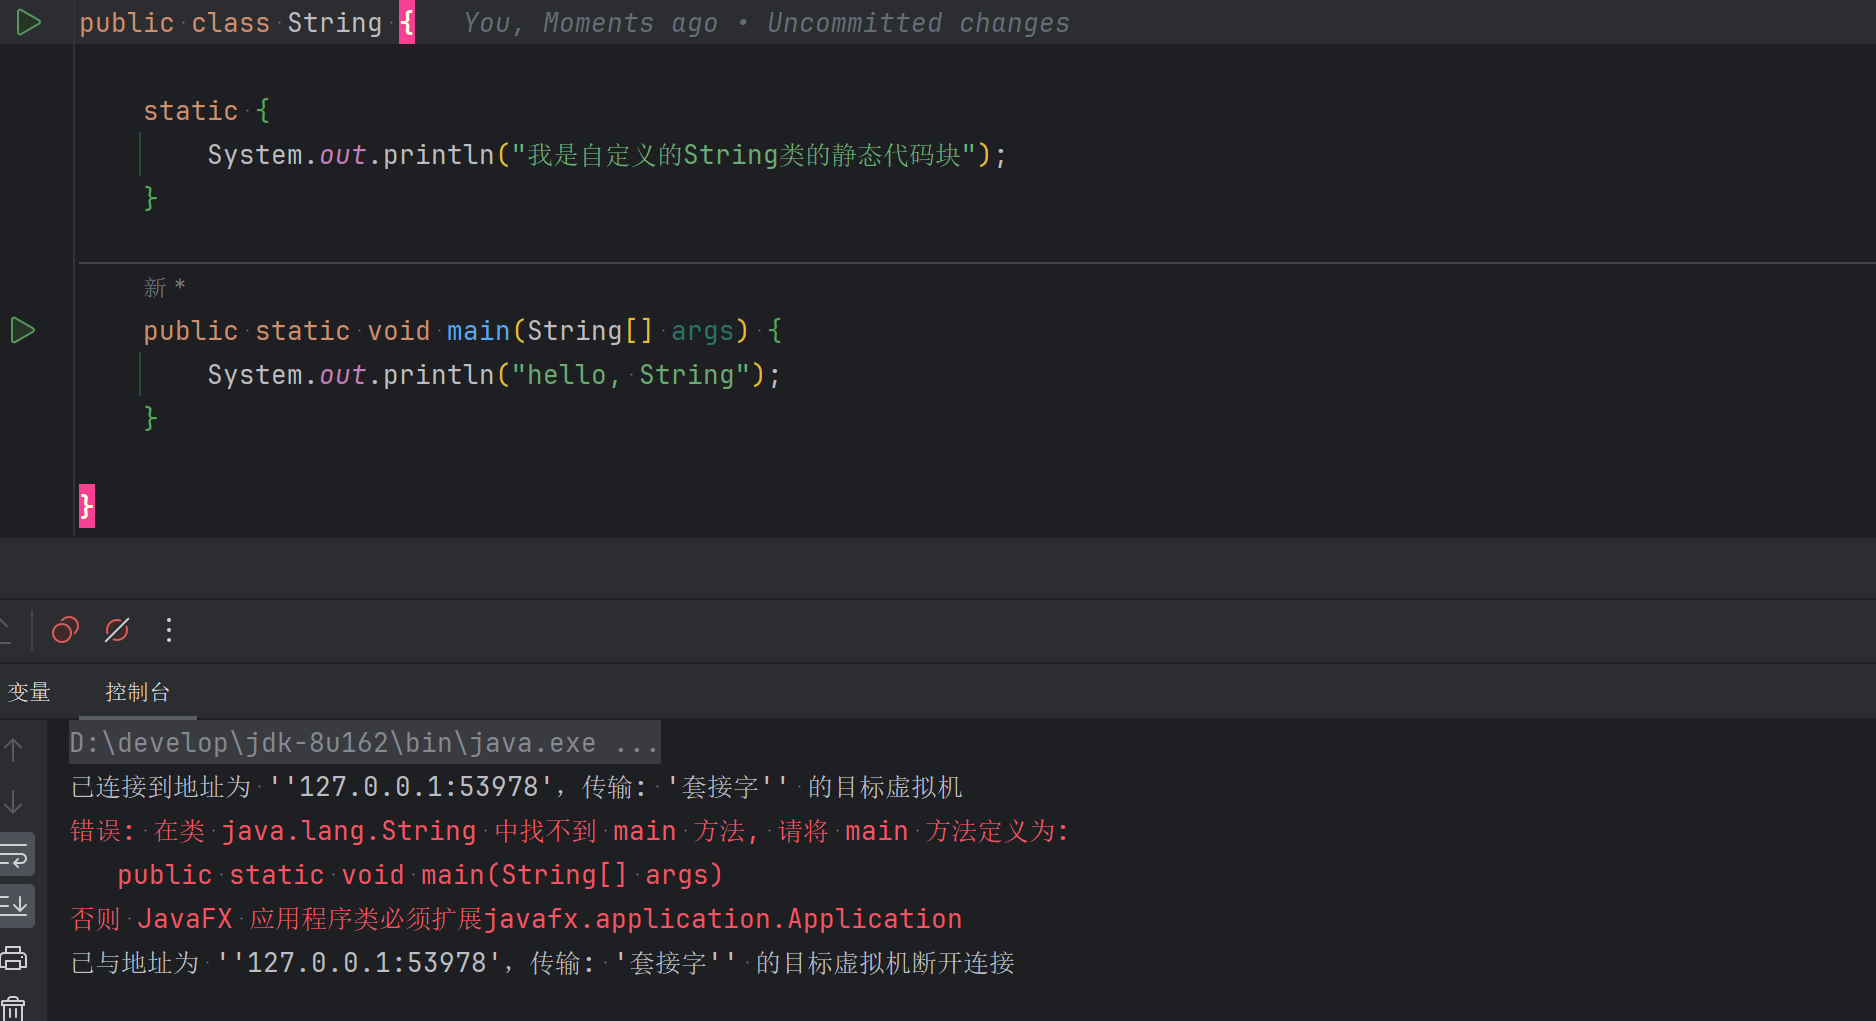 public class String {    You, Moments ago • Uncommitted changes
static {
System.out.println("我是自定义的String类的静态代码块");
}
新 *
public static void main(String[] args) {
System.out.println("hello, String");
}
}
变量 控制台
D:\develop\jdk-8u162\bin\java.exe ...
已连接到地址为 ''127.0.0.1:53978', 传输: '套接字'' 的目标虚拟机
错误: 在类 java.lang.String 中找不到 main 方法, 请将 main 方法定义为:
public static void main(String[] args)
否则 JavaFX 应用程序类必须扩展javafx.application.Application
已与地址为 ''127.0.0.1:53978', 传输: '套接字'' 的目标虚拟机断开连接